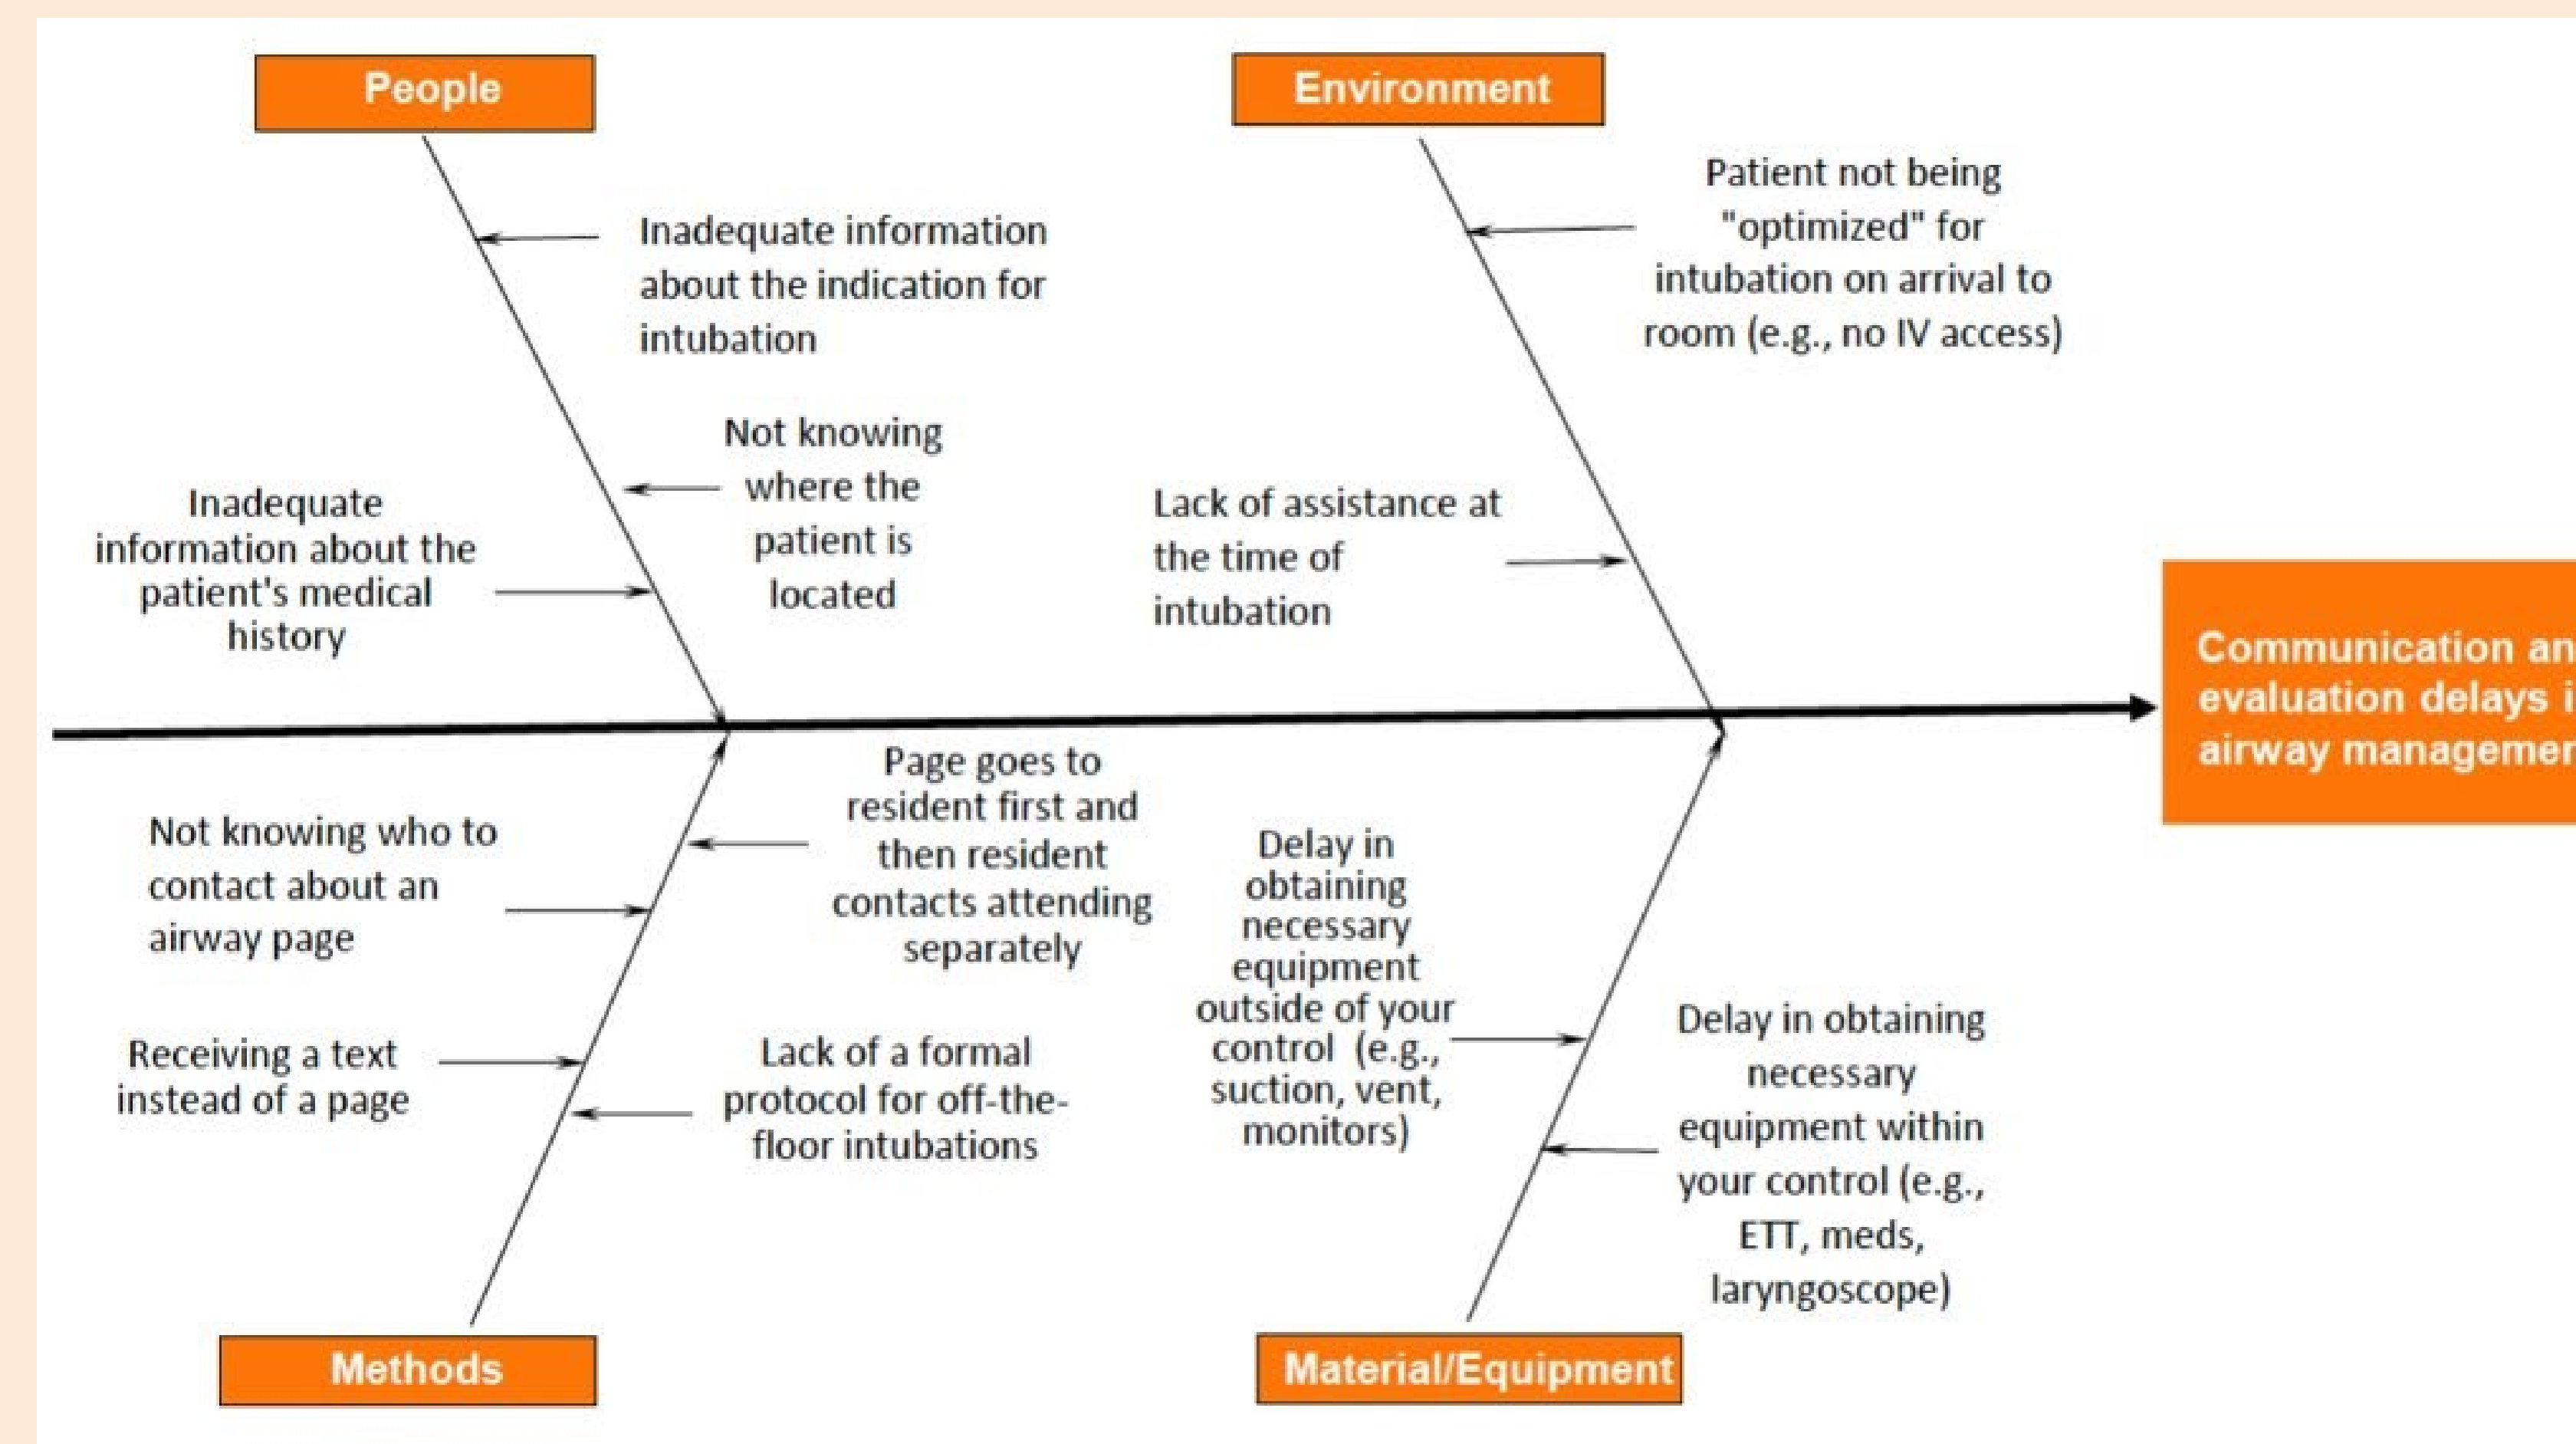 People
Environment
Inadequate information
about the indication for
intubation
Not knowing
where the
patient is
located
Inadequate
information about the
patient's medical
history
Patient not being
"optimized" for
intubation on arrival to
room (e.g., no IV access)
Lack of assistance at
the time of
intubation
Communication
evaluation delays
airway
Not knowing who to
contact about an
airway page
Page goes to
resident first and
then resident
contacts attending
separately
Receiving a text
instead of a page
Lack of a formal
protocol for off-the-
floor intubations
Delay in
obtaining
necessary
equipment
outside of your
control (e.g.,
suction, vent,
monitors)
Delay in obtaining
necessary
equipment within
your control (e.g.,
ETT, meds,
laryngoscope)
Methods
Material/Equipment